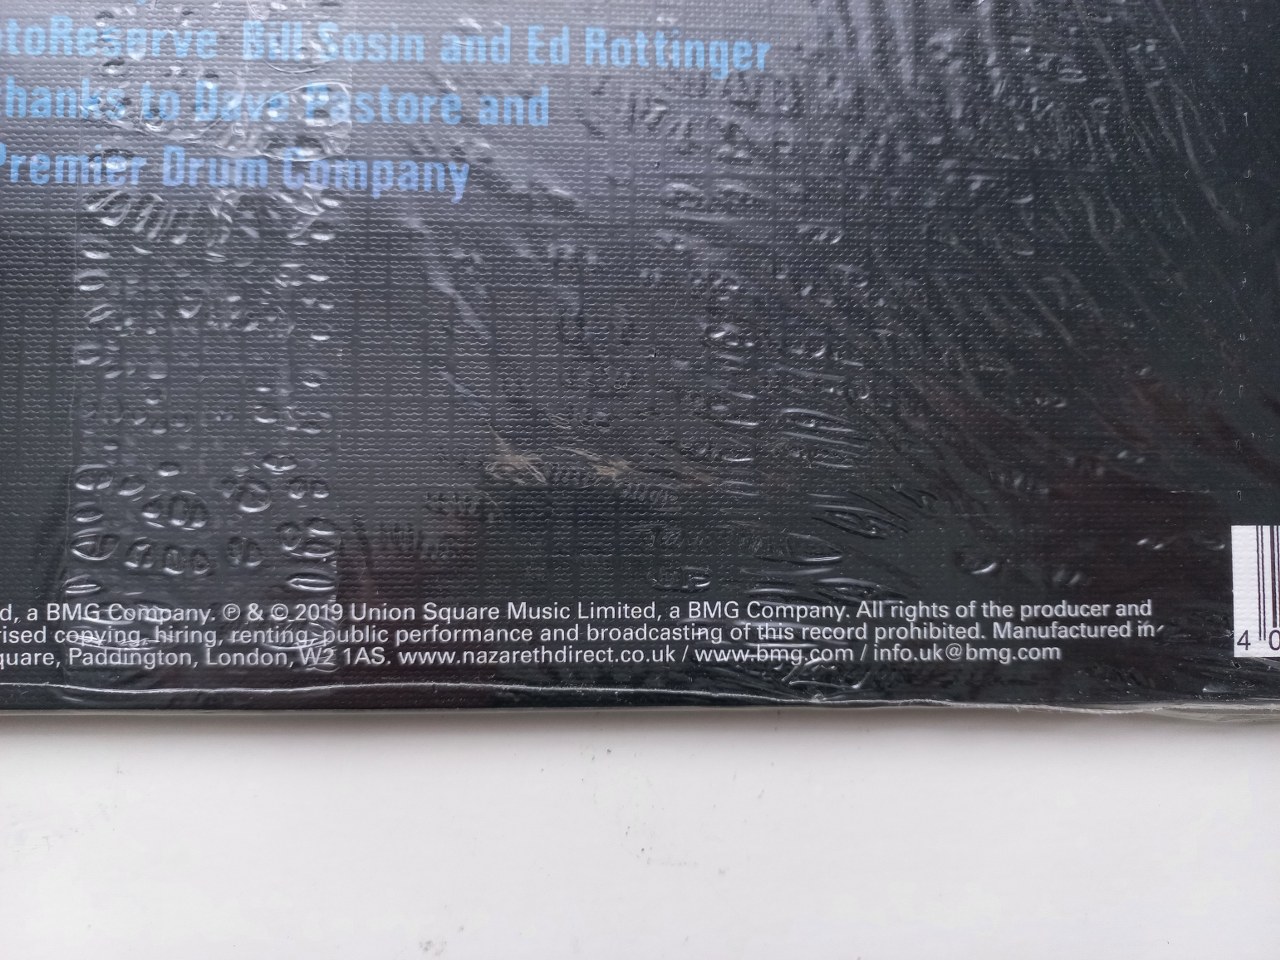 toReserve Bill Sosin and Ed Rottinger
hanks to Dave Pastore and
Premier Drum Company
d, a BMG Company. ℗ & © 2019 Union Square Music Limited, a BMG Company. All rights of the producer and
rised copying, hiring, renting, public performance and broadcasting of this record prohibited. Manufactured in
quare, Paddington, London, W2 1AS. www.nazarethdirect.co.uk / www.bmg.com / info.uk@bmg.com
4 0